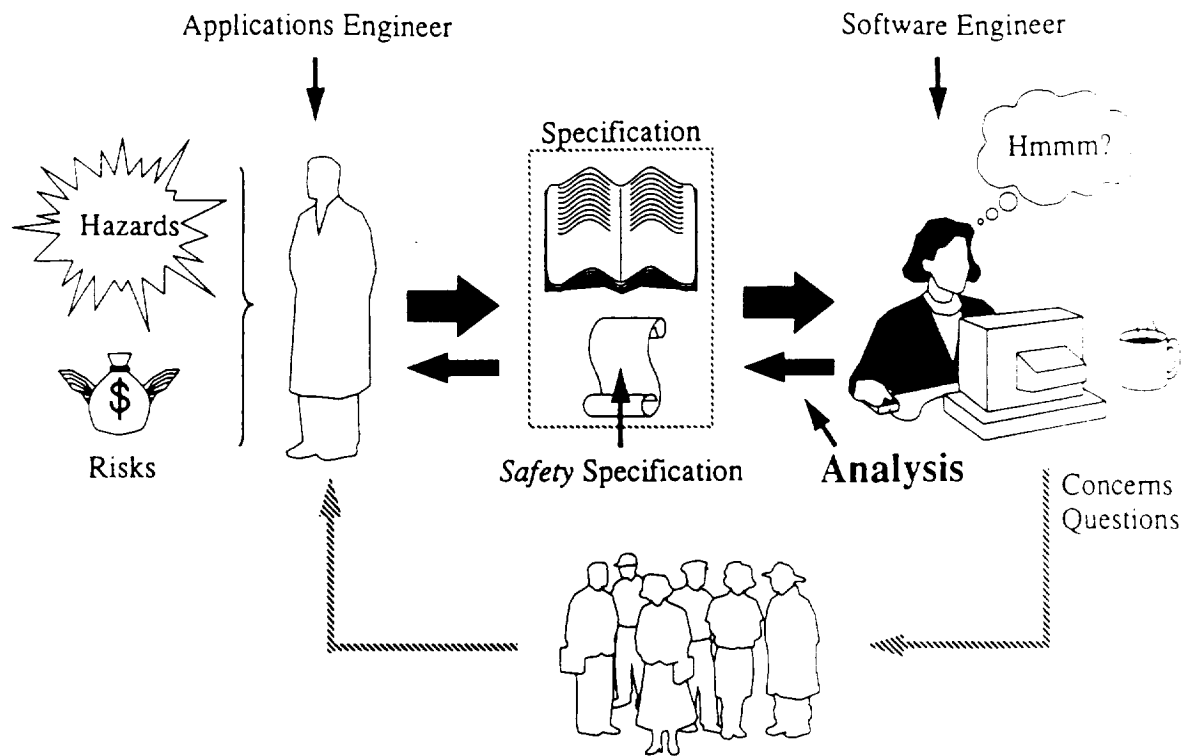 Applications Engineer
Software Engineer
Specification
Hmmm?
Hazards
$
Risks
Safety Specification
Analysis
Concerns
Questions